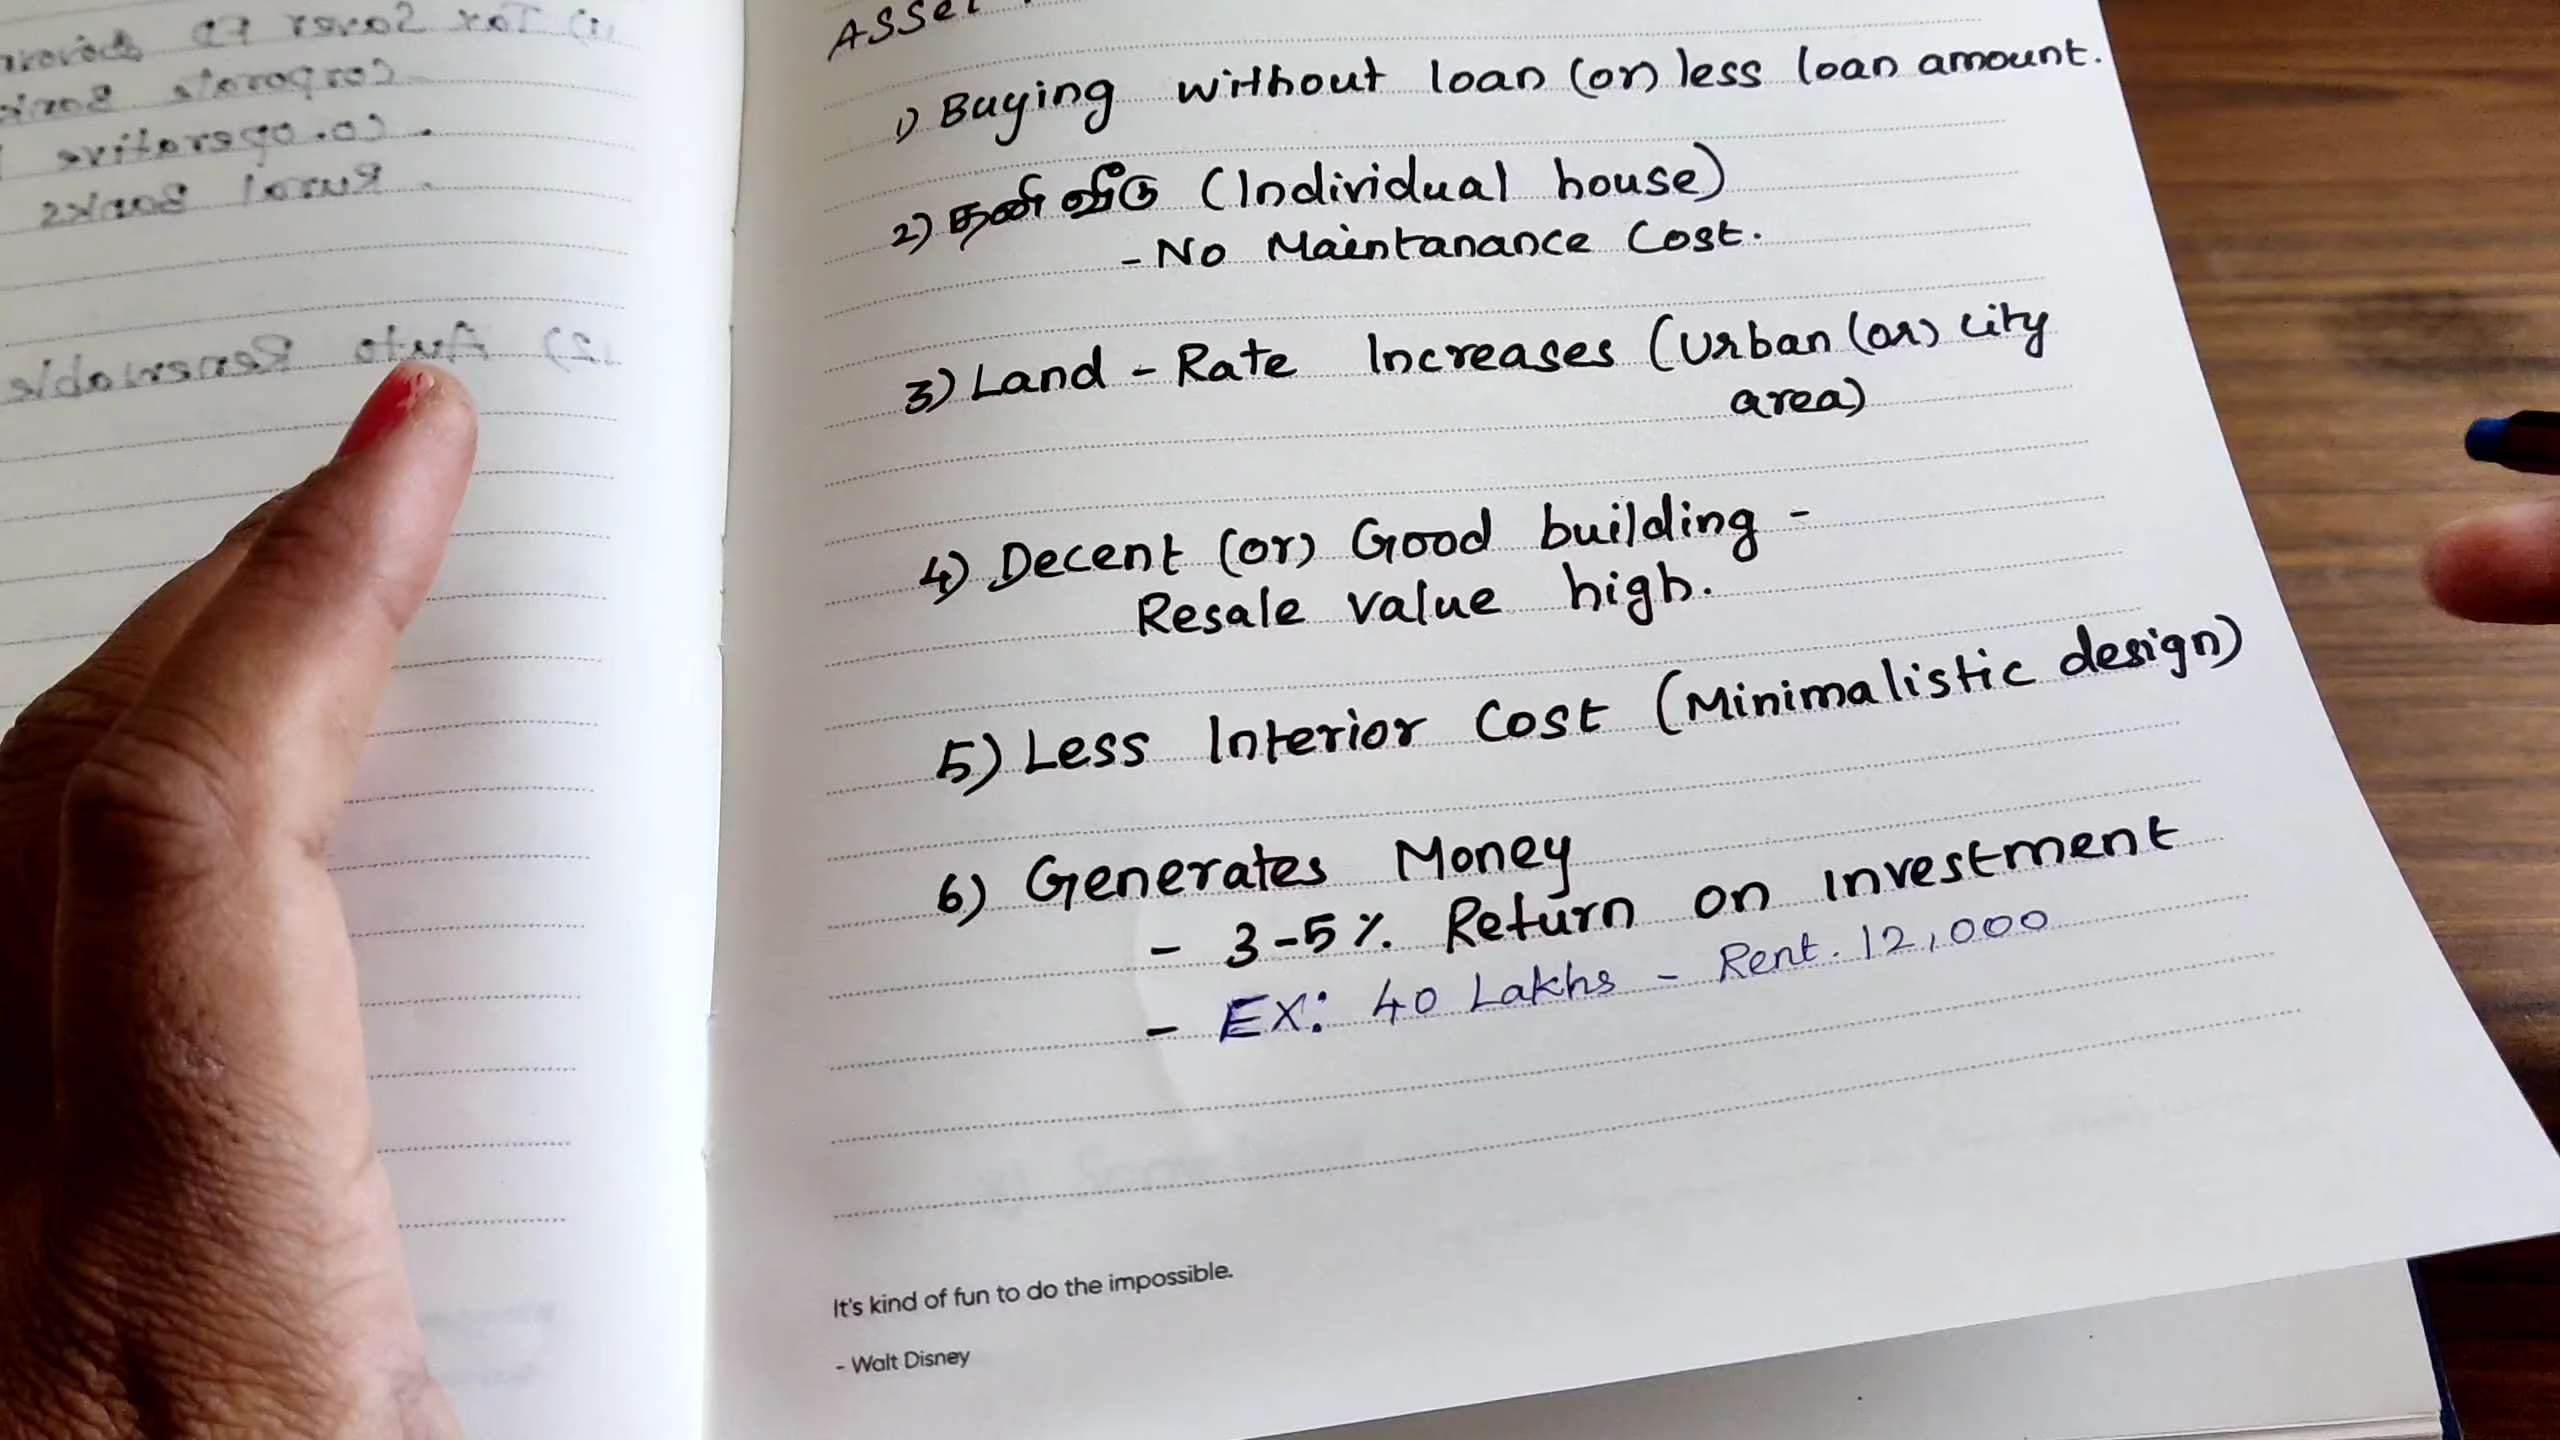 Asset
1) Buying without loan (or) less loan amount.
2) தனி வீடு (Individual house)
- No Maintanance Cost.
3) Land - Rate Increases (Urban (or) city
area)
4) Decent (or) Good building -
Resale value high.
5) Less Interior Cost (Minimalistic design)
6) Generates Money
- 3-5% Return on investment
- EX: 40 Lakhs - Rent. 12,000
It's kind of fun to do the impossible.
- Walt Disney